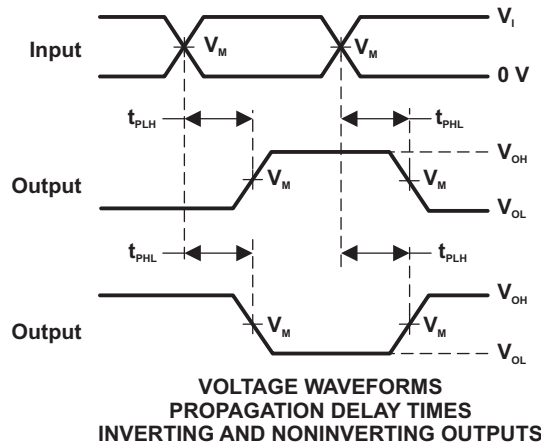 V_I
Input
V_M
V_M
0 V
t_PLH
t_PHL
V_OH
Output
V_M
V_M
V_OL
t_PHL
t_PLH
V_OH
Output
V_M
V_M
V_OL
VOLTAGE WAVEFORMS
PROPAGATION DELAY TIMES
INVERTING AND NONINVERTING OUTPUTS